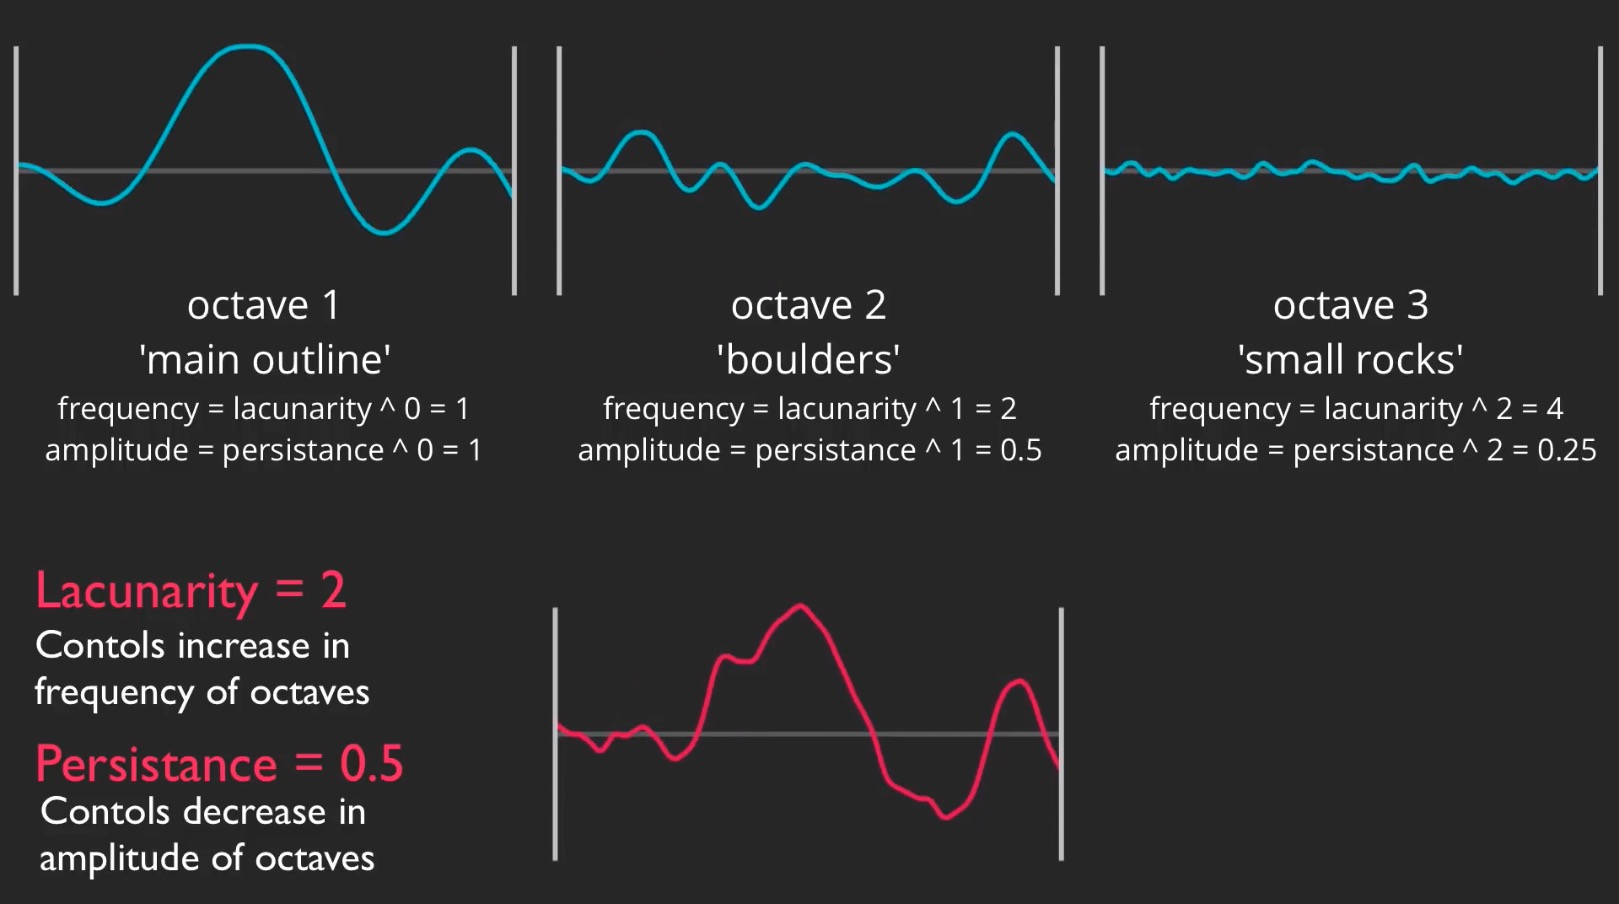 octave 1
'main outline'
frequency = lacunarity ^ 0 = 1
amplitude = persistance ^ 0 = 1
octave 2
'boulders'
frequency = lacunarity ^ 1 = 2
amplitude = persistance ^ 1 = 0.5
octave 3
'small rocks'
frequency = lacunarity ^ 2 = 4
amplitude = persistance ^ 2 = 0.25
Lacunarity = 2
Contols increase in
frequency of octaves
Persistance = 0.5
Contols decrease in
amplitude of octaves